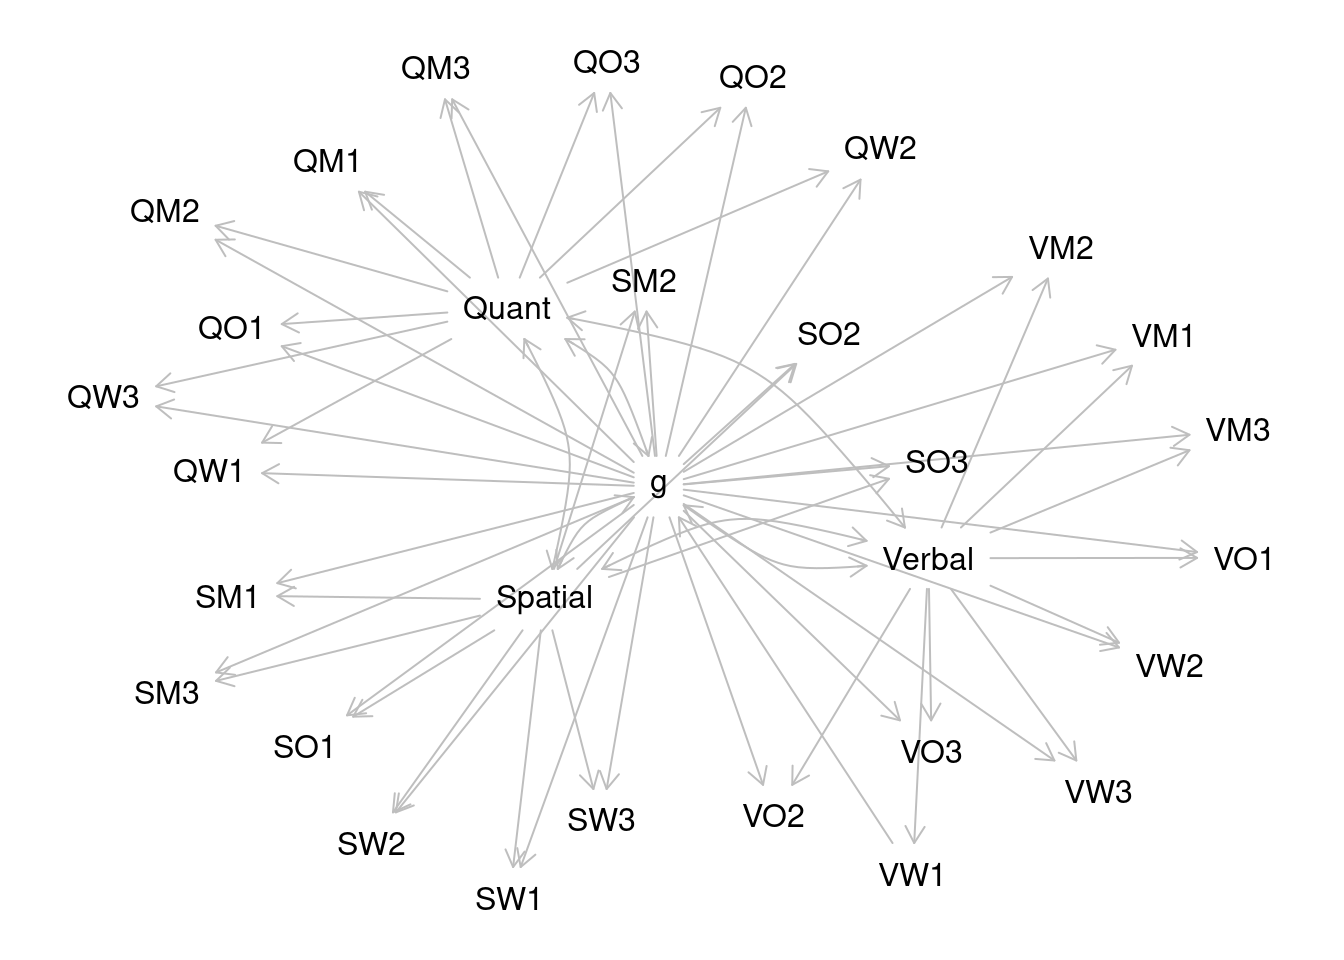 QO3
QM3
QO2
QW2
QM1
QM2
VM2
SM2
Quant
QO1
SO2
VM1
QW3
VM3
SO3
QW1
g
Verbal
VO1
SM1
Spatial
VW2
SM3
SO1
VO3
VW3
VO2
SW3
SW2
VW1
SW1